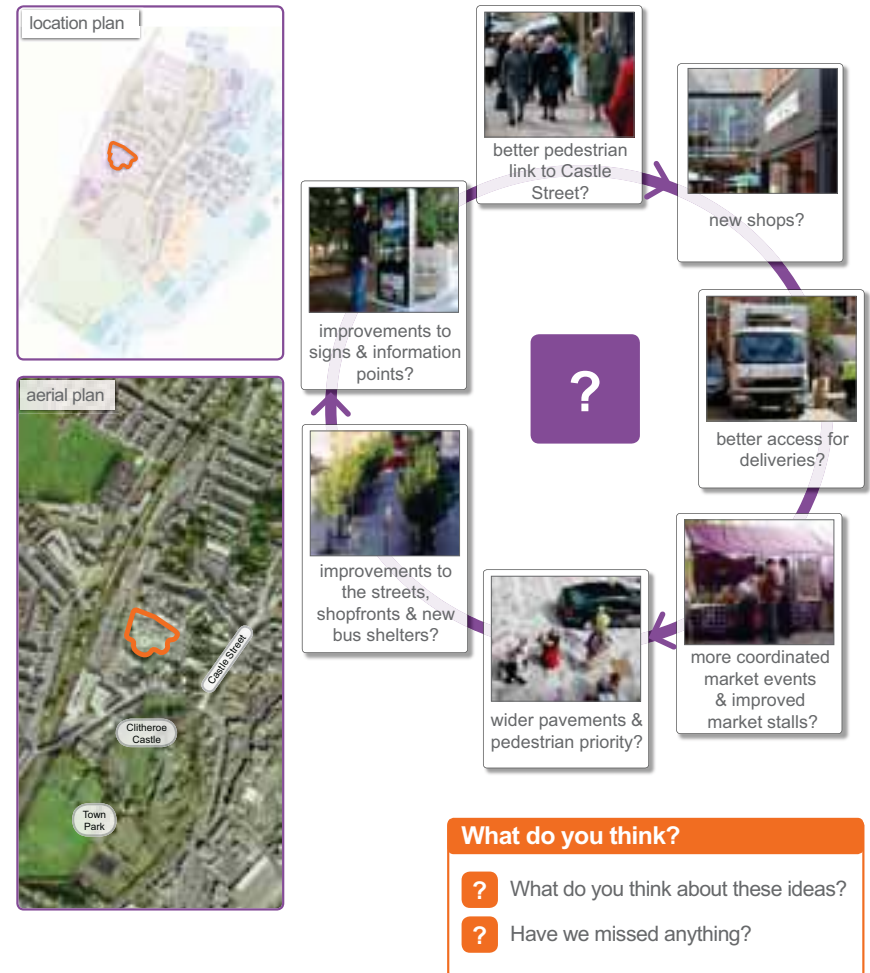 location plan
better pedestrian
link to Castle
Street?
new shops?
improvements to
signs & information
points?
?
better access for
deliveries?
aerial plan
improvements to
the streets,
shopfronts & new
bus shelters?
more coordinated
market events
& improved
market stalls?
wider pavements &
pedestrian priority?
Castle Street
Clitheroe
Castle
Town
Park
What do you think?
? What do you think about these ideas?
? Have we missed anything?